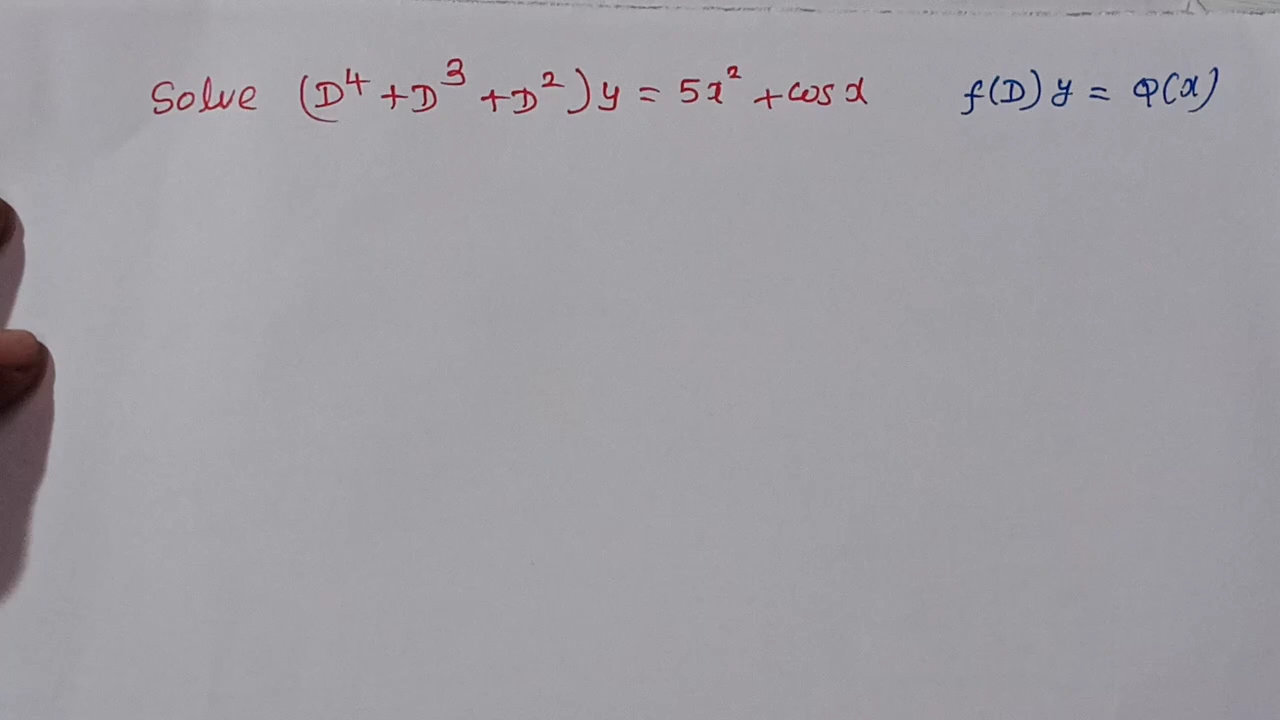 Solve (D⁴ + D³ + D²) y = 5x² + cos x f(D) y = Q(x)